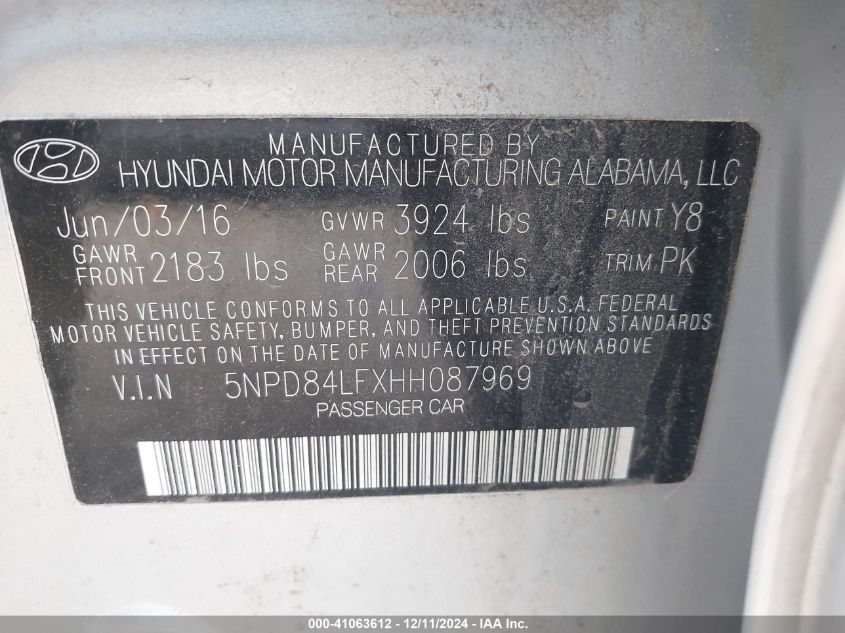 MANUFACTURED BY
HYUNDAI MOTOR MANUFACTURING ALABAMA, LLC
Jun/03/16 GVWR 3924 lbs PAINT Y8
GAWR FRONT 2183 lbs GAWR REAR 2006 lbs TRIM PK
THIS VEHICLE CONFORMS TO ALL APPLICABLE U.S.A. FEDERAL
MOTOR VEHICLE SAFETY, BUMPER, AND THEFT PREVENTION STANDARDS
IN EFFECT ON THE DATE OF MANUFACTURE SHOWN ABOVE
V.I.N 5NPD84LFXHH087969
PASSENGER CAR
000-41063612 - 12/11/2024 - IAA Inc.